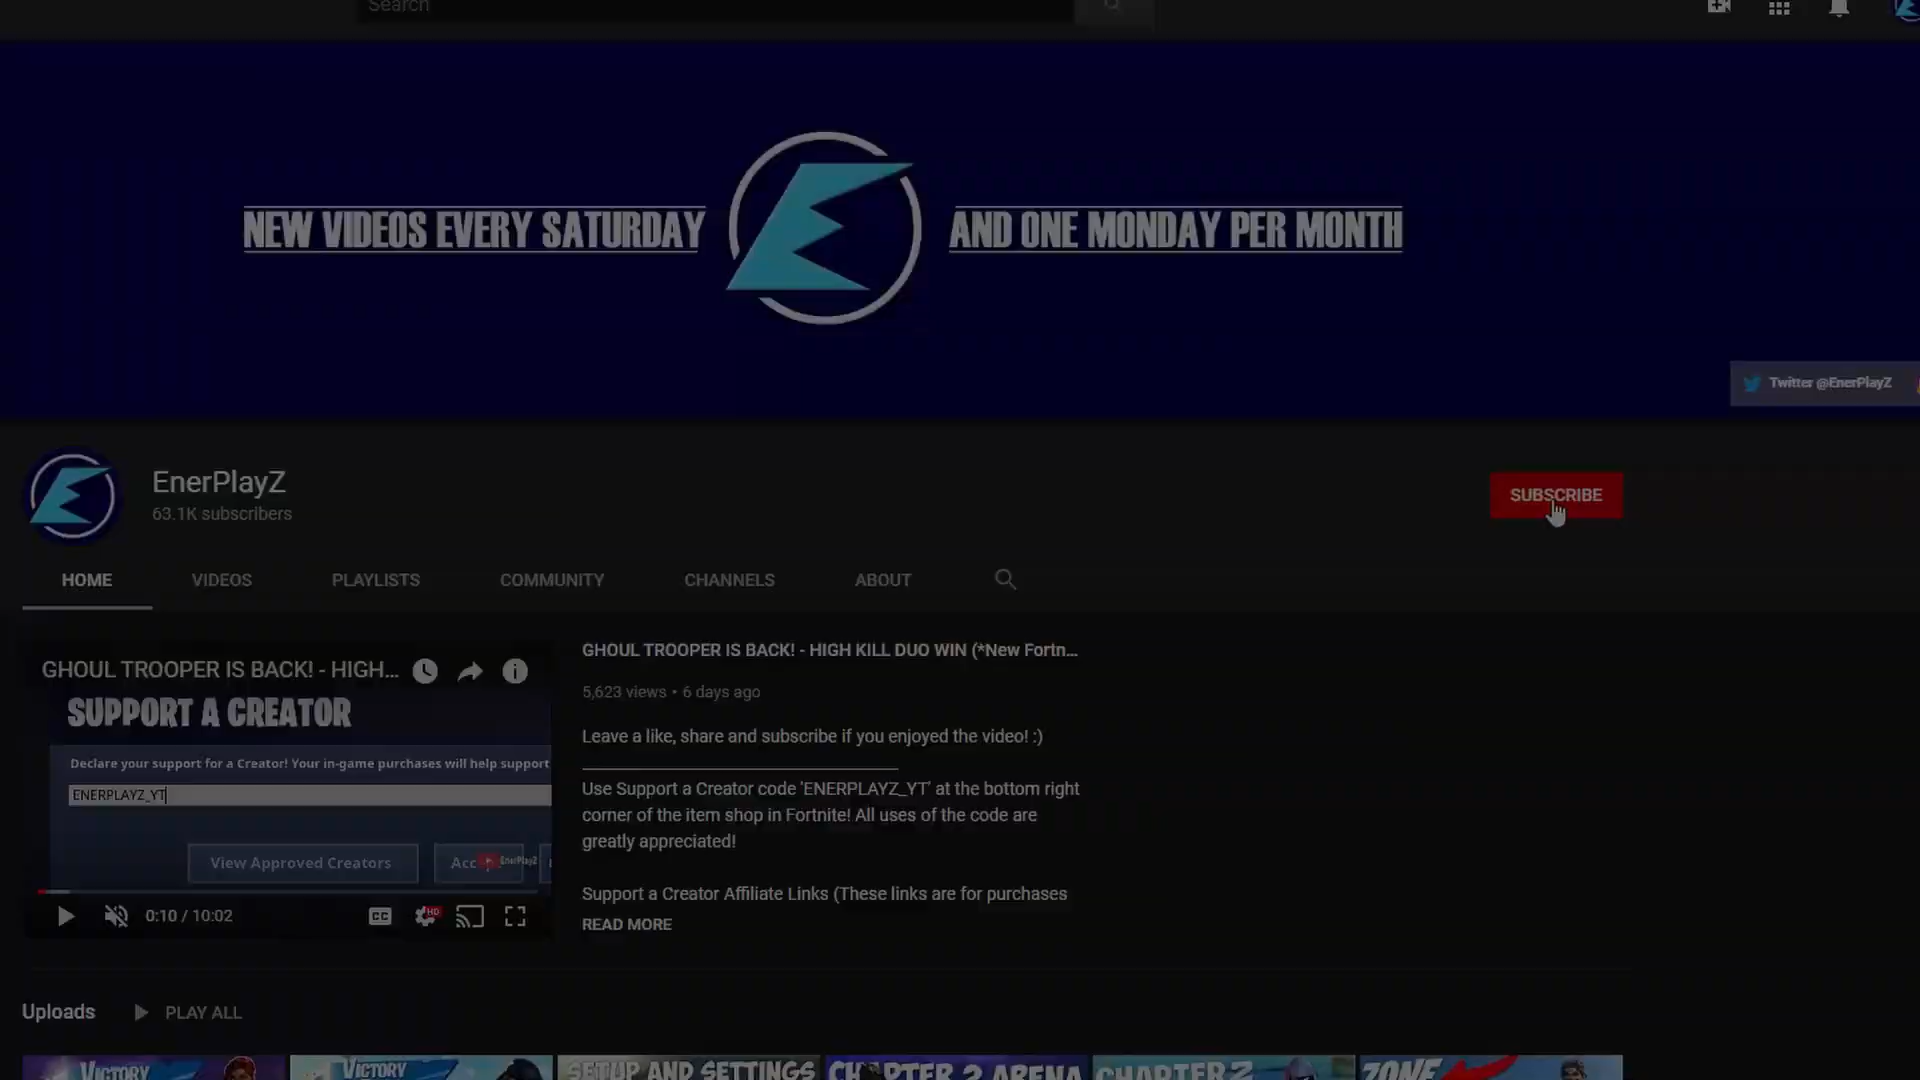 Search
NEW VIDEOS EVERY SATURDAY
AND ONE MONDAY PER MONTH
Twitter @EnerPlayZ
EnerPlayZ
63.1K subscribers
SUBSCRIBE
HOME
VIDEOS
PLAYLISTS
COMMUNITY
CHANNELS
ABOUT
GHOUL TROOPER IS BACK! - HIGH...
SUPPORT A CREATOR
Declare your support for a Creator! Your in-game purchases will help support
ENERPLAYZ_YT
View Approved Creators
EnerPlayZ
0:10 / 10:02
CC
HD
GHOUL TROOPER IS BACK! - HIGH KILL DUO WIN (*New Fortn...
5,623 views • 6 days ago
Leave a like, share and subscribe if you enjoyed the video! :)
Use Support a Creator code 'ENERPLAYZ_YT' at the bottom right
corner of the item shop in Fortnite! All uses of the code are
greatly appreciated!
Support a Creator Affiliate Links (These links are for purchases
READ MORE
Uploads
PLAY ALL
VICTORY
VICTORY
SETUP AND SETTINGS
CHAPTER 2 ARENA
CHAPTER 2
ZONE